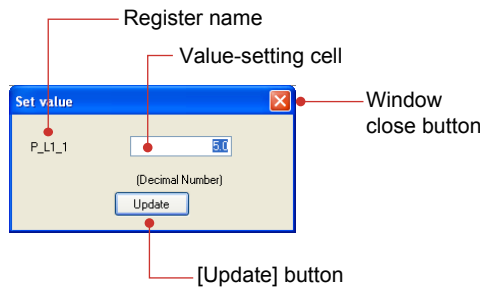 Register name
Value-setting cell
Set value
Window
close button
P_L1_1
5.0
(Decimal Number)
Update
[Update] button